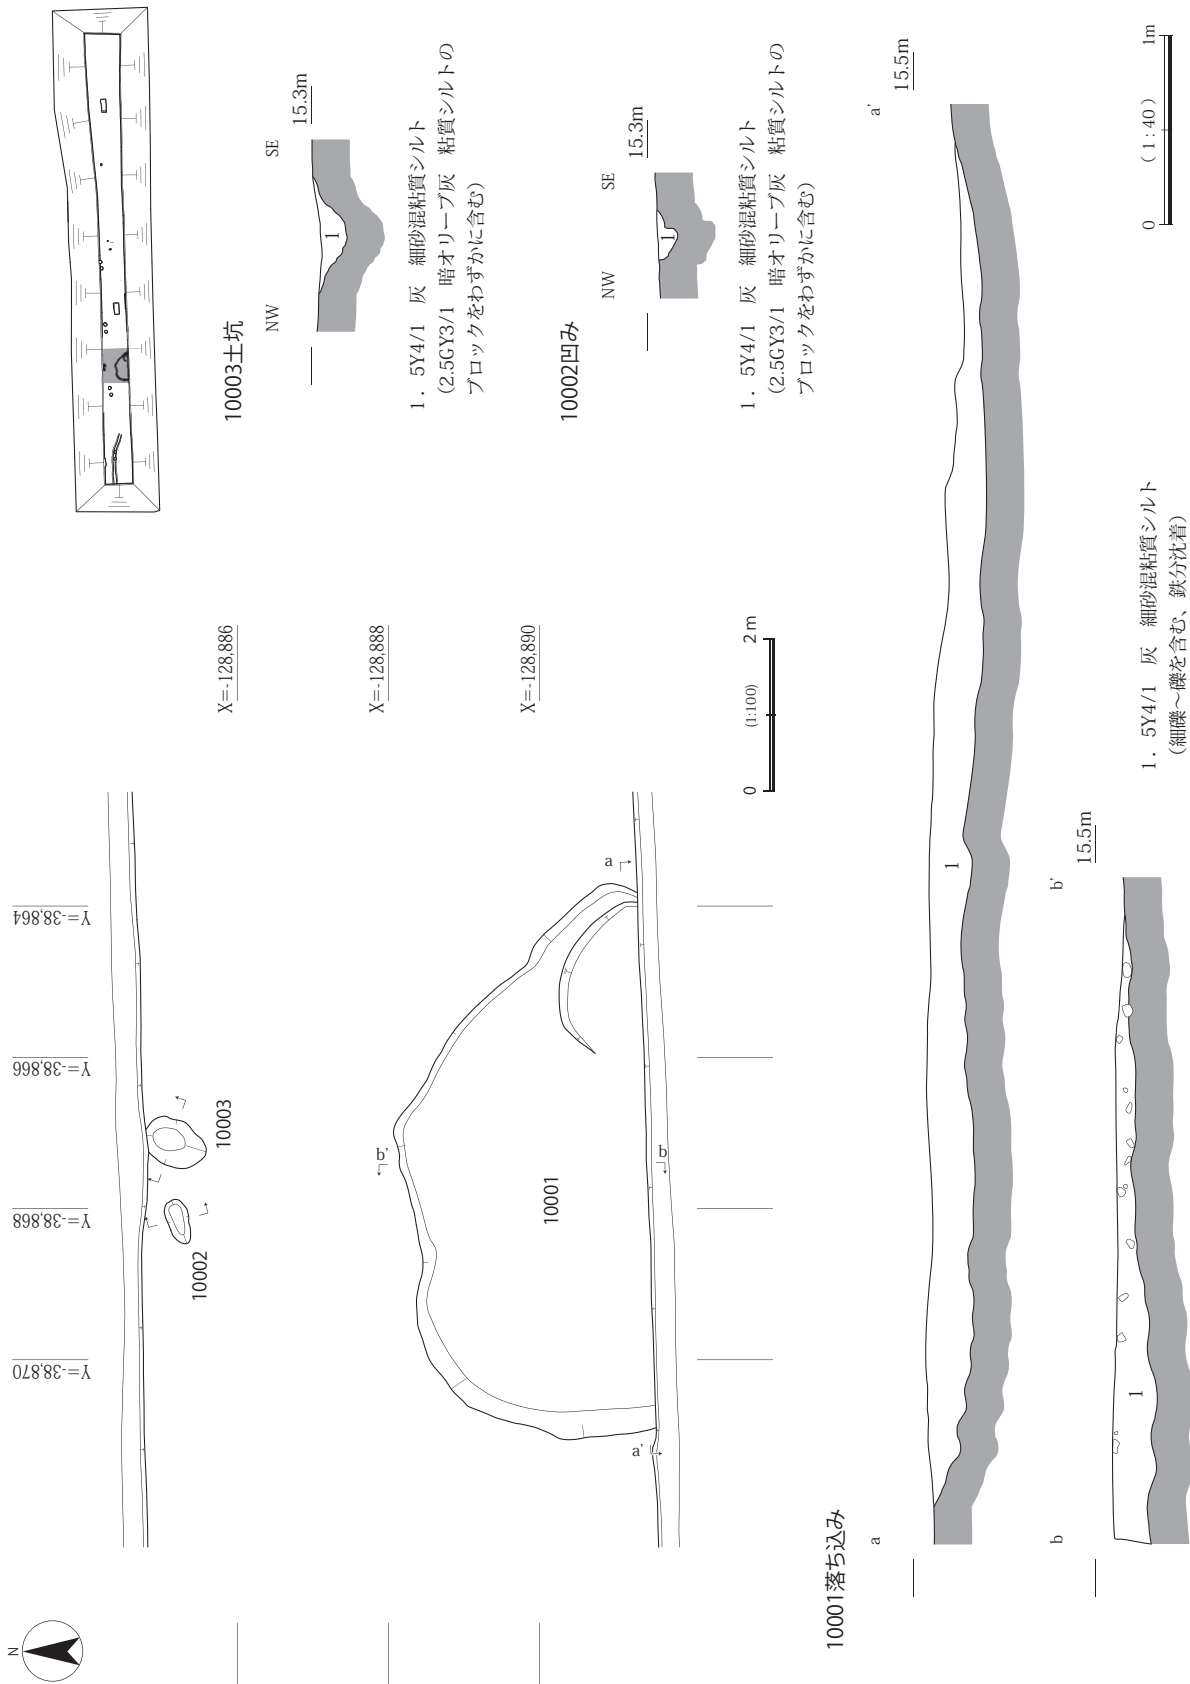 N
Y=-38,870
Y=-38,868
Y=-38,866
Y=-38,864
X=-128,886
X=-128,888
X=-128,890
10002
10003
10001
b'
b
a
a'
0
(1:100)
2 m
10003土坑
NW
SE
15.3m
1
1．5Y4/1　灰　細砂混粘質シルト
（2.5GY3/1　暗オリーブ灰　粘質シルトの
ブロックをわずかに含む）
10002凹み
NW
SE
15.3m
1
1．5Y4/1　灰　細砂混粘質シルト
（2.5GY3/1　暗オリーブ灰　粘質シルトの
ブロックをわずかに含む）
10001落ち込み
a
a'
15.5m
1
b
b'
15.5m
1
1．5Y4/1　灰　細砂混粘質シルト
（細礫～礫を含む、鉄分沈着）
0
（1：40）
1m